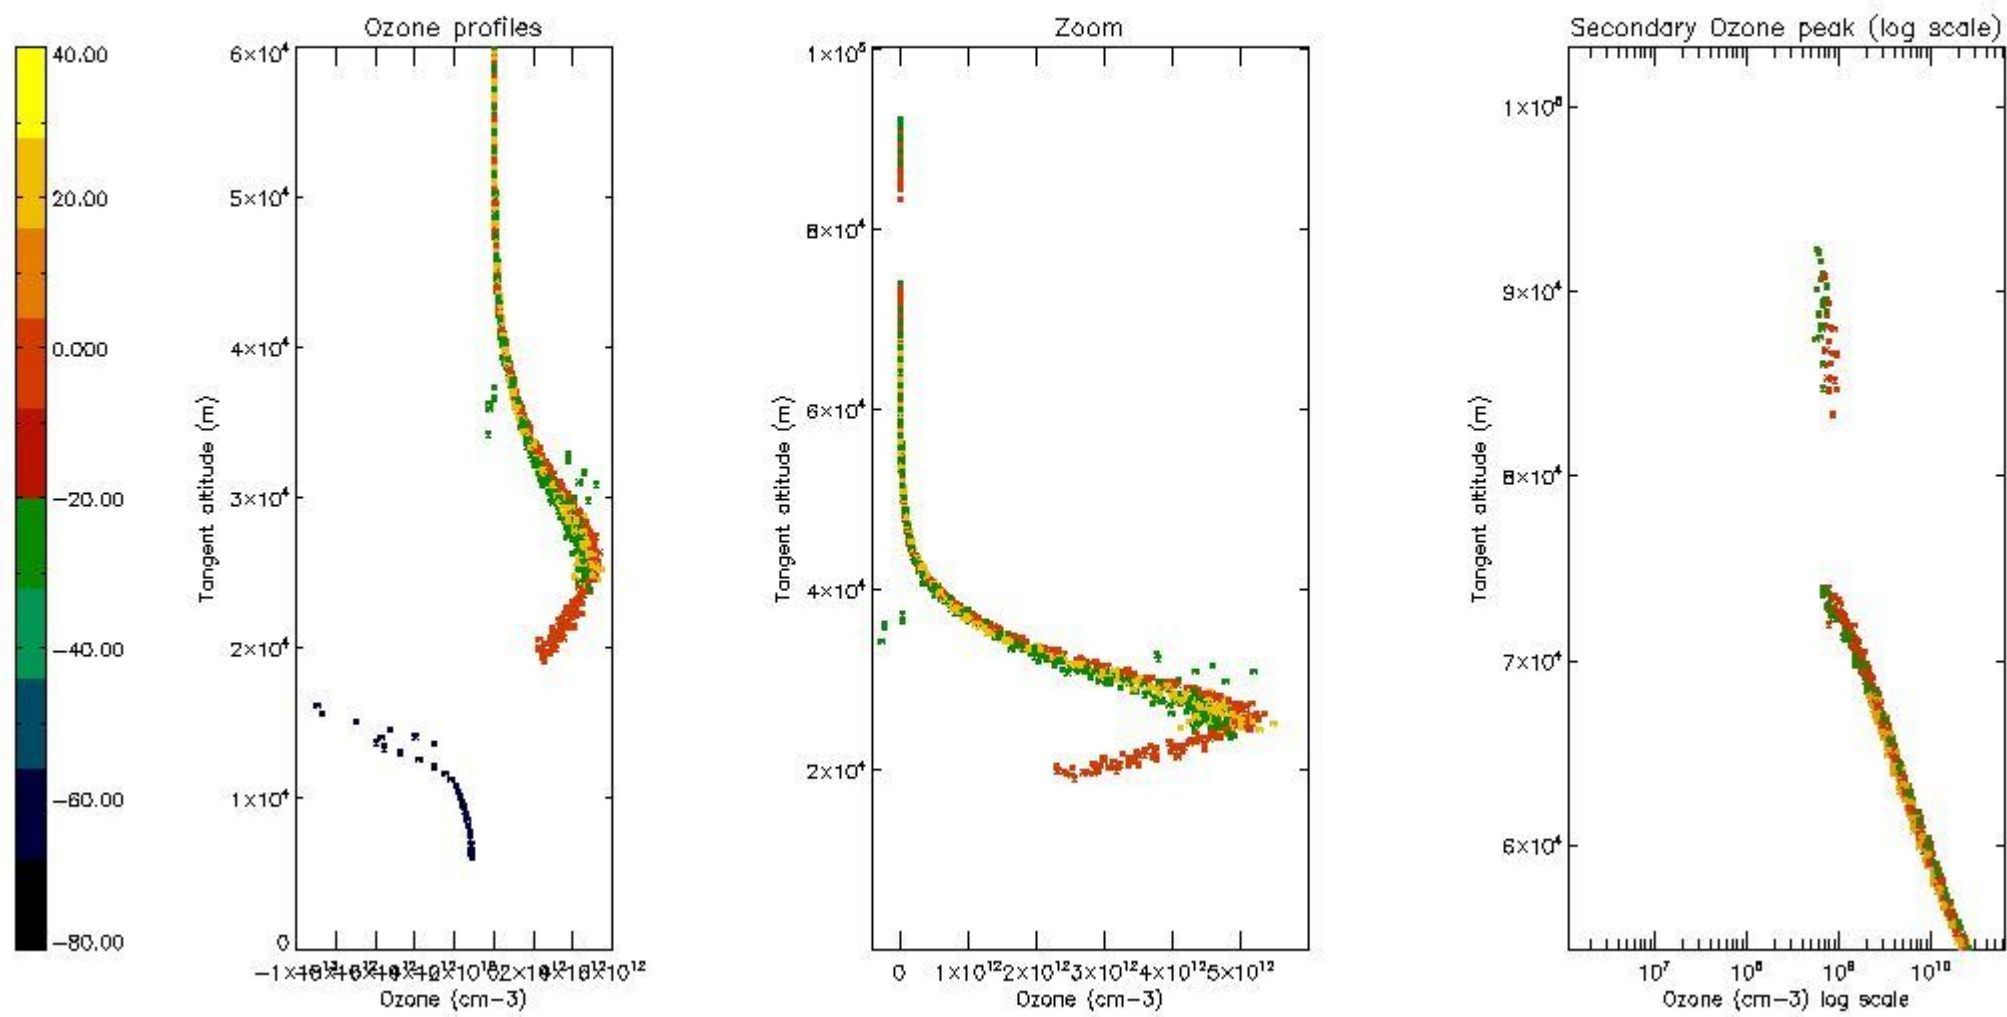 Ozone profiles
Zoom
Secondary Ozone peak (log scale)
40.00
20.00
0.000
−20.00
−40.00
−60.00
−80.00
6×10⁴
5×10⁴
4×10⁴
3×10⁴
2×10⁴
1×10⁴
0
Tangent altitude (m)
Ozone (cm−3)
1×10⁵
8×10⁴
6×10⁴
4×10⁴
2×10⁴
Tangent altitude (m)
0 1×10¹² 2×10¹² 3×10¹² 4×10¹² 5×10¹²
Ozone (cm−3)
9×10⁴
8×10⁴
7×10⁴
6×10⁴
Tangent altitude (m)
10⁷ 10⁸ 10⁹ 10¹⁰
Ozone (cm−3) log scale